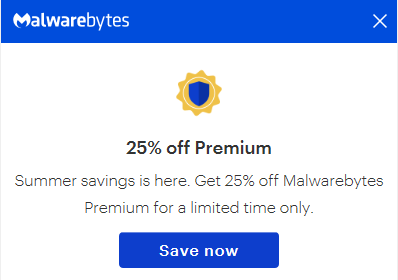 Malwarebytes
25% off Premium
Summer savings is here. Get 25% off Malwarebytes
Premium for a limited time only.
Save now